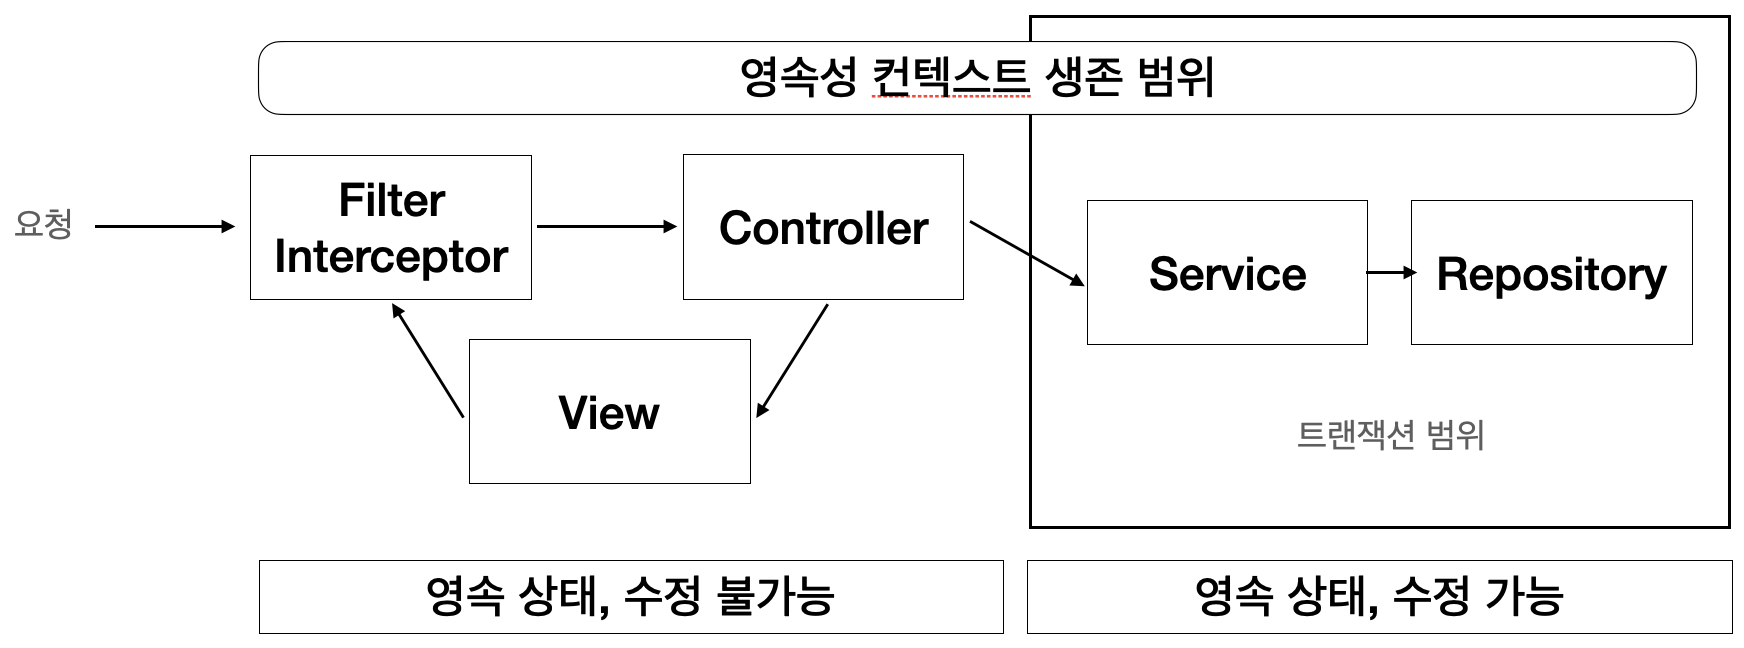 영속성 컨텍스트 생존 범위
요청
Filter
Interceptor
Controller
Service
Repository
View
트랜잭션 범위
영속 상태, 수정 불가능
영속 상태, 수정 가능